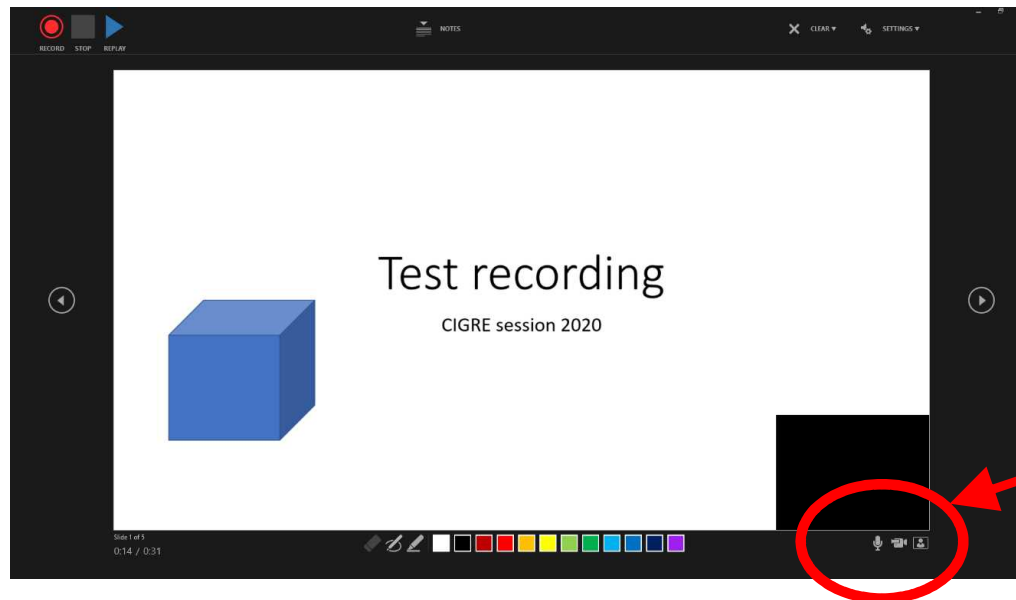 RECORD STOP REPLAY
NOTES
CLEAR
SETTINGS
Test recording
CIGRE session 2020
Slide 1 of 5
0:14 / 0:31